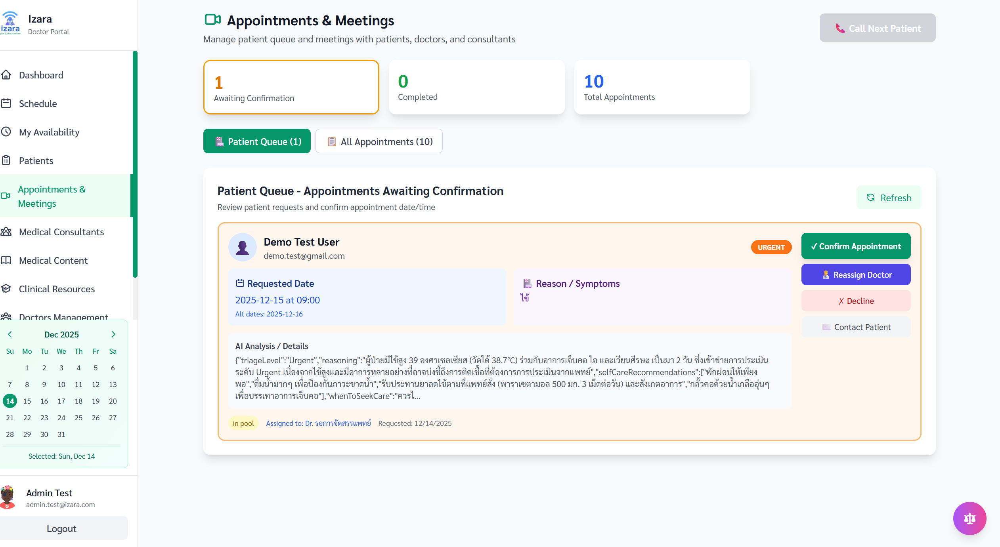 izara
your doctor anywhere
Izara
Doctor Portal
Dashboard
Schedule
My Availability
Patients
Appointments &
Meetings
Medical Consultants
Medical Content
Clinical Resources
Doctors Management
Dec 2025
Su Mo Tu We Th Fr Sa
1 2 3 4 5 6
7 8 9 10 11 12 13
14 15 16 17 18 19 20
21 22 23 24 25 26 27
28 29 30 31
Selected: Sun, Dec 14
Admin Test
admin.test@izara.com
Logout
Appointments & Meetings
Manage patient queue and meetings with patients, doctors, and consultants
Call Next Patient
1
Awaiting Confirmation
0
Completed
10
Total Appointments
Patient Queue (1)
All Appointments (10)
Patient Queue - Appointments Awaiting Confirmation
Review patient requests and confirm appointment date/time
Refresh
Demo Test User
demo.test@gmail.com
URGENT
✓ Confirm Appointment
Reassign Doctor
✗ Decline
Contact Patient
Requested Date
2025-12-15 at 09:00
Alt dates: 2025-12-16
Reason / Symptoms
ไข้
AI Analysis / Details
{"triageLevel":"Urgent","reasoning":"ผู้ป่วยมีไข้สูง 39 องศาเซลเซียส (วัดได้ 38.7°C) ร่วมกับอาการเจ็บคอ ไอ และเวียนศีรษะ เป็นมา 2 วัน ซึ่งเข้าข่ายการประเมิน
ระดับ Urgent เนื่องจากไข้สูงและมีอาการหลายอย่างที่อาจบ่งชี้ถึงการติดเชื้อที่ต้องการการประเมินจากแพทย์","selfCareRecommendations":["พักผ่อนให้เพียง
พอ","ดื่มน้ำมากๆ เพื่อป้องกันภาวะขาดน้ำ","รับประทานยาลดไข้ตามที่แพทย์สั่ง (พาราเซตามอล 500 มก. 3 เม็ดต่อวัน) และสังเกตอาการ","กลั้วคอด้วยน้ำเกลืออุ่นๆ
เพื่อบรรเทาอาการเจ็บคอ"],"whenToSeekCare":"ควรไ...
in pool
Assigned to: Dr. รอการจัดสรรแพทย์
Requested: 12/14/2025